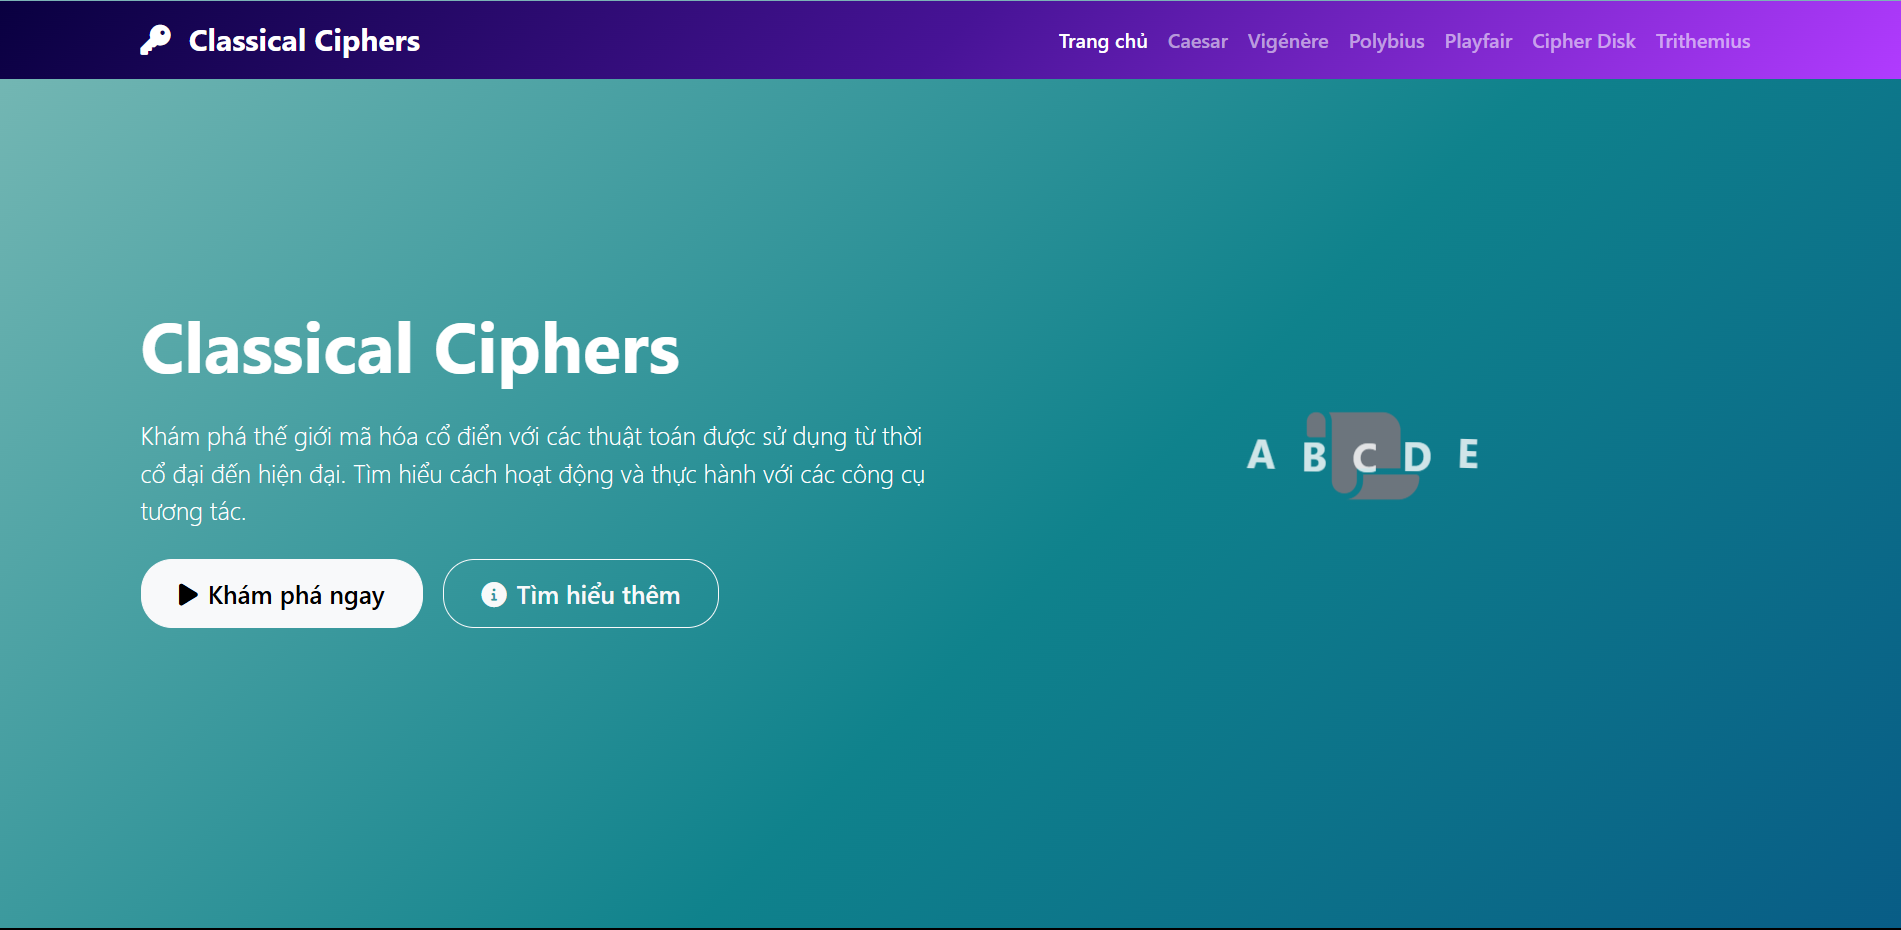 Classical Ciphers
Trang chủ Caesar Vigénère Polybius Playfair Cipher Disk Trithemius
Classical Ciphers
Khám phá thế giới mã hóa cổ điển với các thuật toán được sử dụng từ thời
cổ đại đến hiện đại. Tìm hiểu cách hoạt động và thực hành với các công cụ
tương tác.
Khám phá ngay
Tìm hiểu thêm
A B C D E